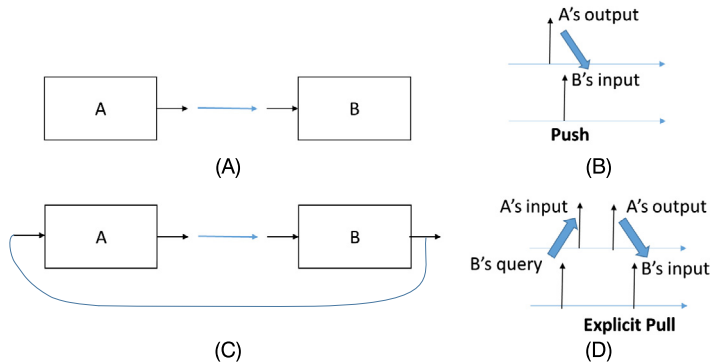 A's output
A
B
B's input
Push
(A)
(B)
A's input
A's output
A
B
B's query
B's input
Explicit Pull
(C)
(D)